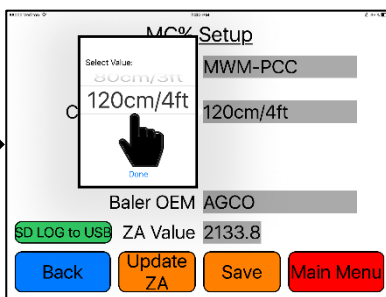 MC% Setup
Select Value:
80cm/3ft
120cm/4ft
Done
MWM-PCC
C
120cm/4ft
Baler OEM AGCO
SD LOG to USB ZA Value 2133.8
Back
Update
ZA
Save
Main Menu